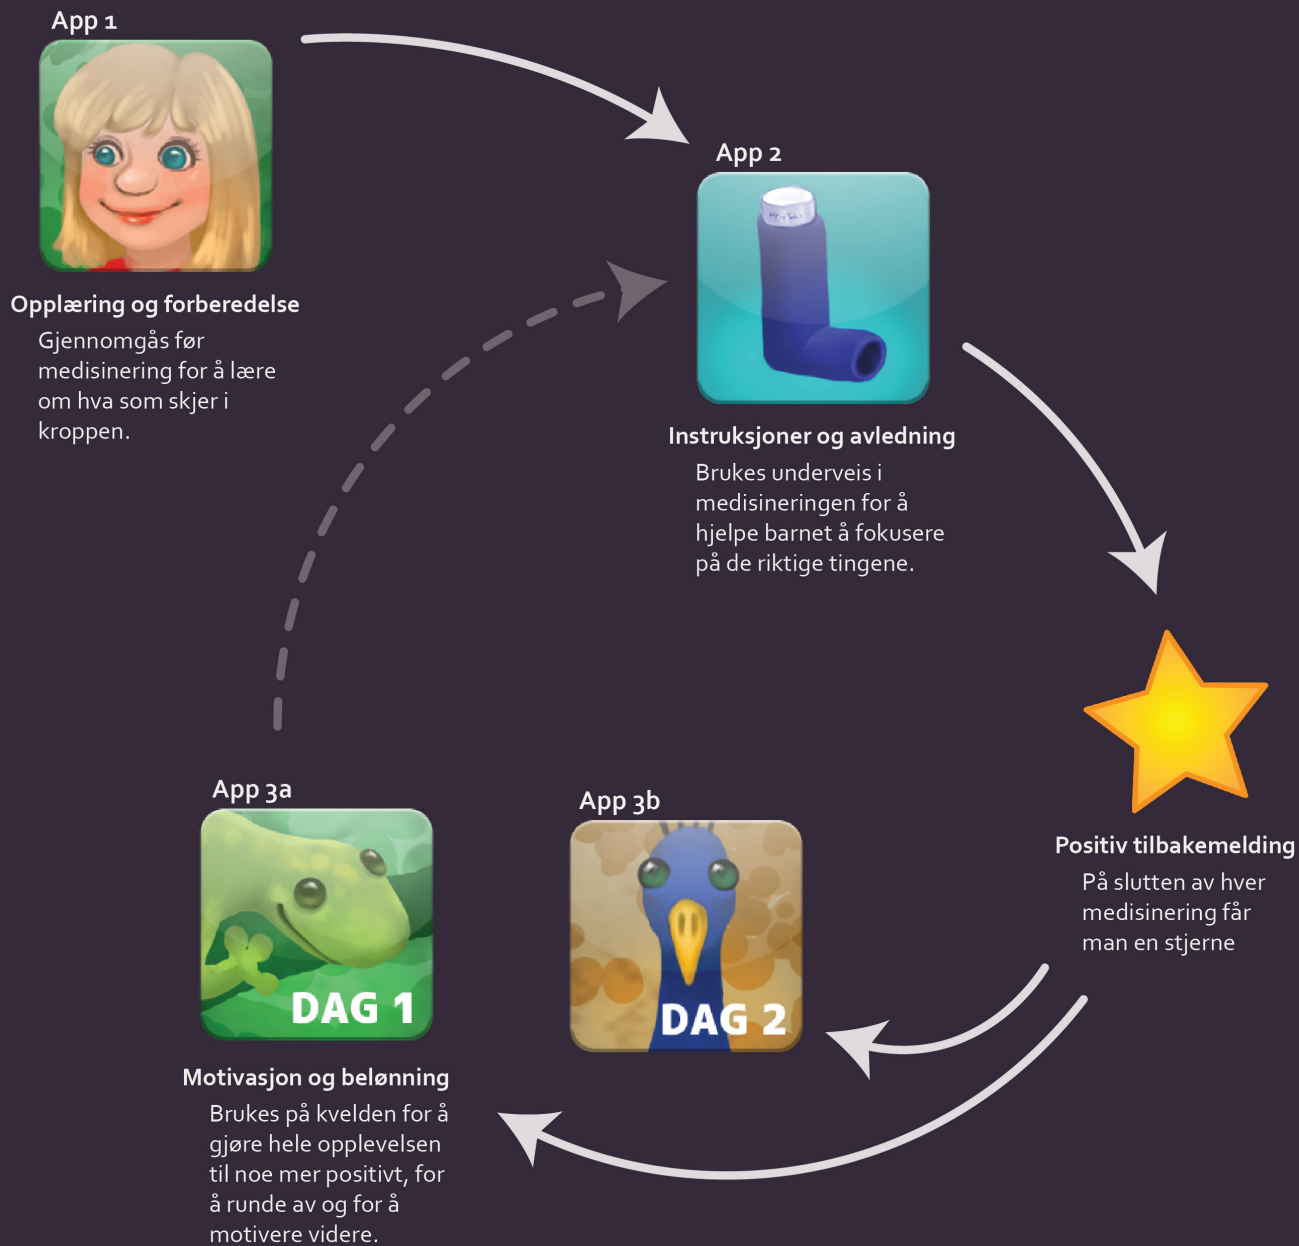 App 1
Opplæring og forberedelse
Gjennomgås før
medisinering for å lære
om hva som skjer i
kroppen.
App 2
Instruksjoner og avledning
Brukes underveis i
medisineringen for å
hjelpe barnet å fokusere
på de riktige tingene.
Positiv tilbakemelding
På slutten av hver
medisinering får
man en stjerne
App 3a
DAG 1
Motivasjon og belønning
Brukes på kvelden for å
gjøre hele opplevelsen
til noe mer positivt, for
å runde av og for å
motivere videre.
App 3b
DAG 2